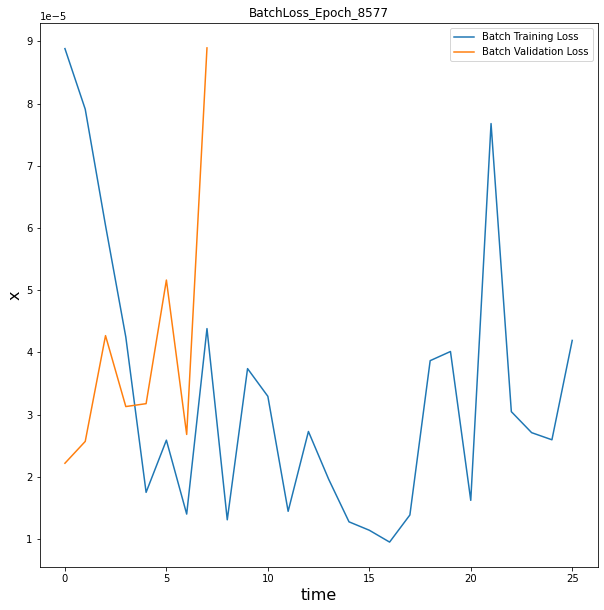 BatchLoss_Epoch_8577
1e−5
Batch Training Loss
Batch Validation Loss
9
8
7
6
5
4
3
2
1
x
0 5 10 15 20 25
time